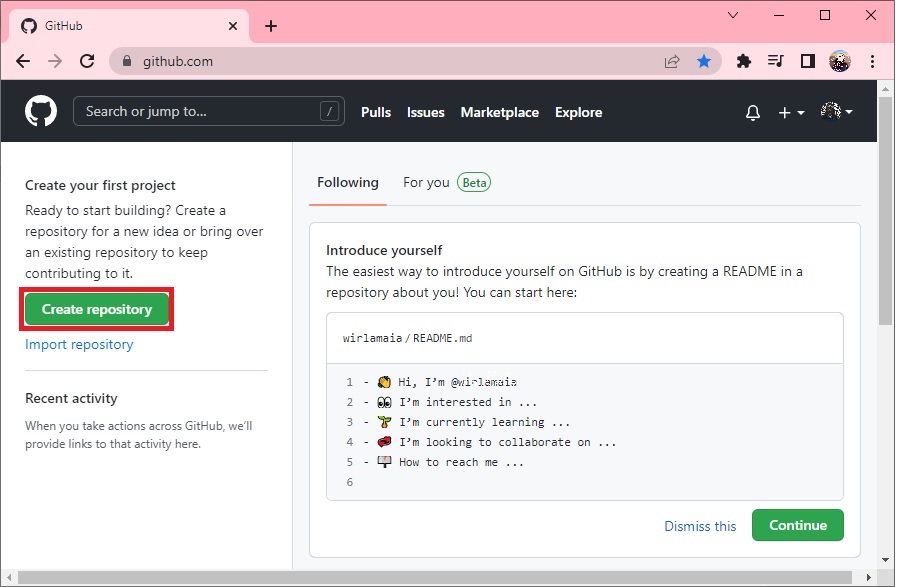 GitHub
github.com
Search or jump to... /
Pulls Issues Marketplace Explore
Create your first project
Ready to start building? Create a
repository for a new idea or bring over
an existing repository to keep
contributing to it.
Create repository
Import repository
Recent activity
When you take actions across GitHub, we’ll
provide links to that activity here.
Following For you Beta
Introduce yourself
The easiest way to introduce yourself on GitHub is by creating a README in a
repository about you! You can start here:
wirlamaia/README.md
1 - 👋 Hi, I’m @wirlamaia
2 - 👀 I’m interested in ...
3 - 🌱 I’m currently learning ...
4 - 💞️ I’m looking to collaborate on ...
5 - 📫 How to reach me ...
6
Dismiss this Continue